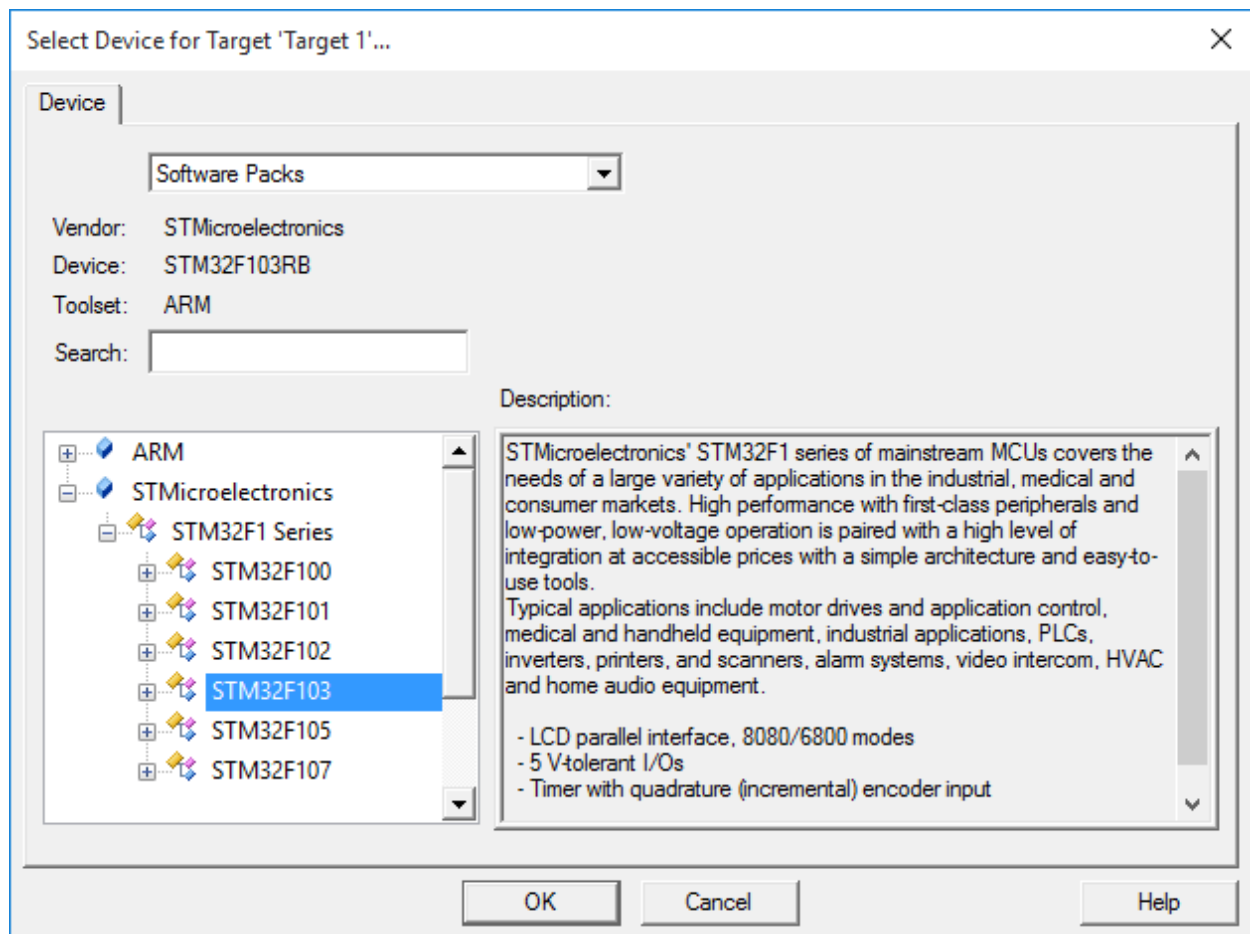 Select Device for Target 'Target 1'...
Device
Software Packs
Vendor: STMicroelectronics
Device: STM32F103RB
Toolset: ARM
Search:
Description:
ARM
STMicroelectronics
STM32F1 Series
STM32F100
STM32F101
STM32F102
STM32F103
STM32F105
STM32F107
STMicroelectronics' STM32F1 series of mainstream MCUs covers the
needs of a large variety of applications in the industrial, medical and
consumer markets. High performance with first-class peripherals and
low-power, low-voltage operation is paired with a high level of
integration at accessible prices with a simple architecture and easy-to-
use tools.
Typical applications include motor drives and application control,
medical and handheld equipment, industrial applications, PLCs,
inverters, printers, and scanners, alarm systems, video intercom, HVAC
and home audio equipment.
- LCD parallel interface, 8080/6800 modes
- 5 V-tolerant I/Os
- Timer with quadrature (incremental) encoder input
OK
Cancel
Help